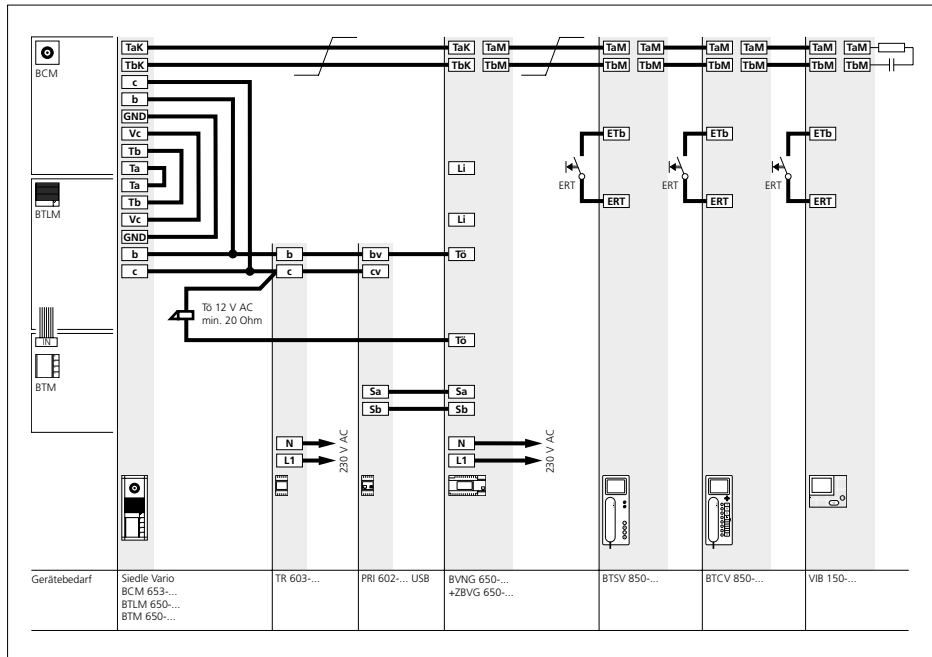 TaK TaK TaM TaM TaM TaM TaM TaM TaM
BCM TbK TbK TbM TbM TbM TbM TbM TbM TbM
c
b
GND
Vc ETb ETb ETb
Tb
Ta Li
Ta ERT ERT ERT
BTLM Tb ERT ERT ERT
Vc Li
GND
b b bv Tö
c c cv
Tö 12 V AC
min. 20 Ohm
IN Tö
BTM
Sa Sa
Sb Sb
N 230 V AC N 230 V AC
L1 L1
Gerätebedarf
Siedle Vario
BCM 653-...
BTLM 650-...
BTM 650-...
TR 603-...
PRI 602-... USB
BVNG 650-...
+ZBVG 650-...
BTSV 850-...
BTCV 850-...
VIB 150-...